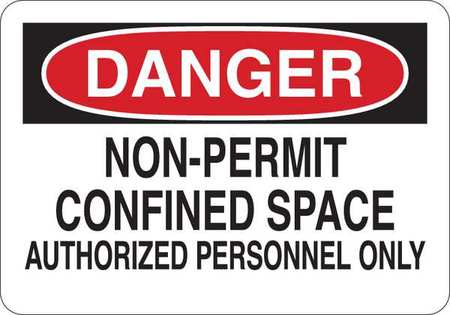 DANGER
NON-PERMIT
CONFINED SPACE
AUTHORIZED PERSONNEL ONLY